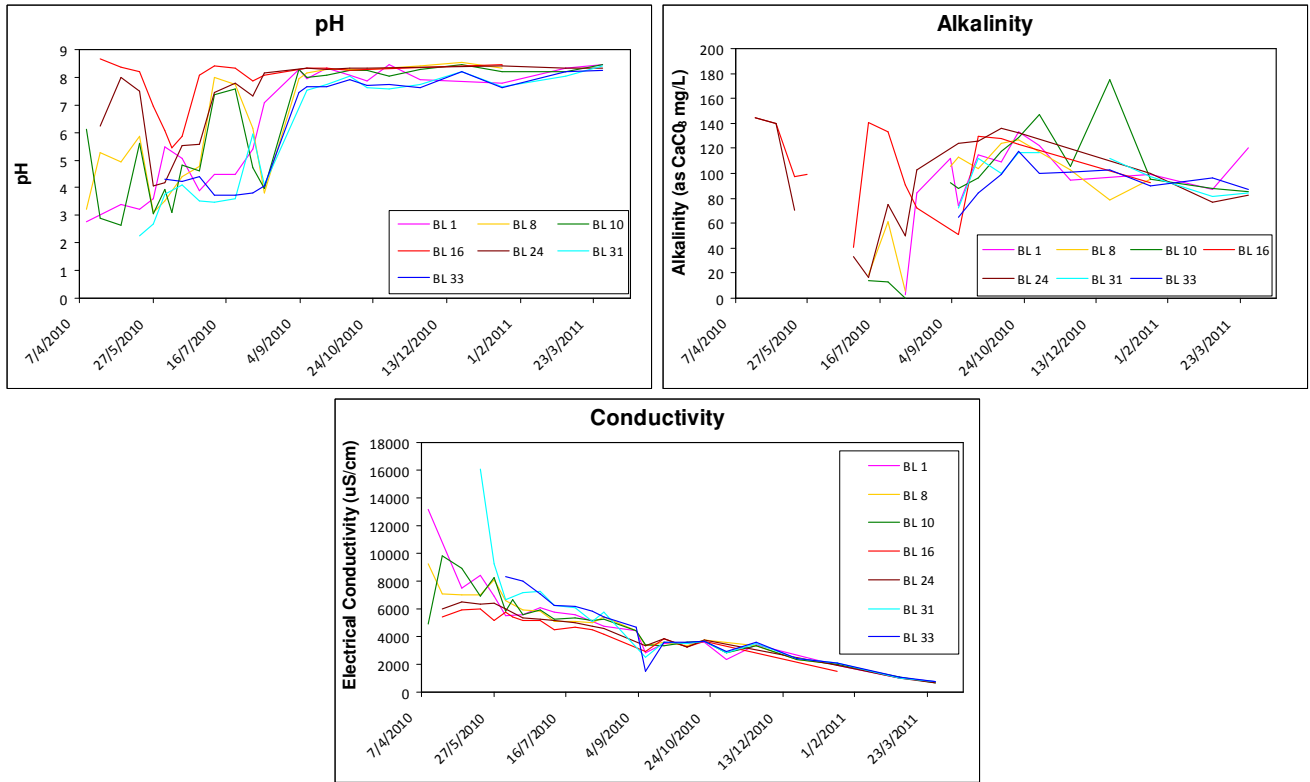 pH
pH
9
8
7
6
5
4
3
2
1
0
BL 1 BL 8 BL 10
BL 16 BL 24 BL 31
BL 33
7/4/2010 27/5/2010 16/7/2010 4/9/2010 24/10/2010 13/12/2010 1/2/2011 23/3/2011
Alkalinity
Alkalinity (as CaCO3 mg/L)
200
180
160
140
120
100
80
60
40
20
0
BL 1 BL 8 BL 10 BL 16
BL 24 BL 31 BL 33
7/4/2010 27/5/2010 16/7/2010 4/9/2010 24/10/2010 13/12/2010 1/2/2011 23/3/2011
Conductivity
Electrical Conductivity (uS/cm)
18000
16000
14000
12000
10000
8000
6000
4000
2000
0
BL 1
BL 8
BL 10
BL 16
BL 24
BL 31
BL 33
7/4/2010 27/5/2010 16/7/2010 4/9/2010 24/10/2010 13/12/2010 1/2/2011 23/3/2011